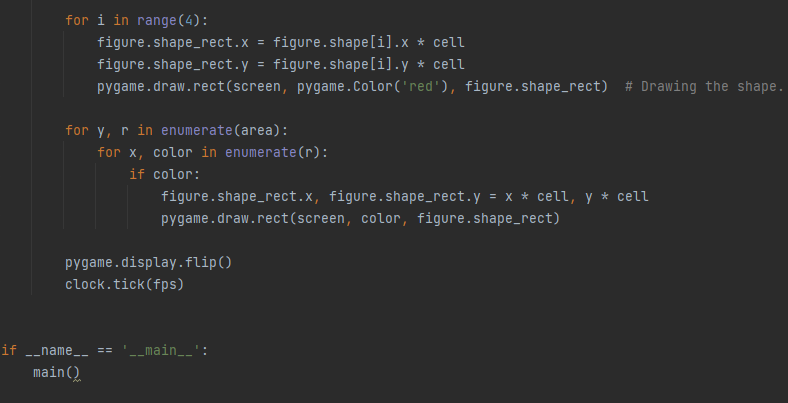 for i in range(4):
figure.shape_rect.x = figure.shape[i].x * cell
figure.shape_rect.y = figure.shape[i].y * cell
pygame.draw.rect(screen, pygame.Color('red'), figure.shape_rect)  # Drawing the shape.
for y, r in enumerate(area):
for x, color in enumerate(r):
if color:
figure.shape_rect.x, figure.shape_rect.y = x * cell, y * cell
pygame.draw.rect(screen, color, figure.shape_rect)
pygame.display.flip()
clock.tick(fps)
if __name__ == '__main__':
main()